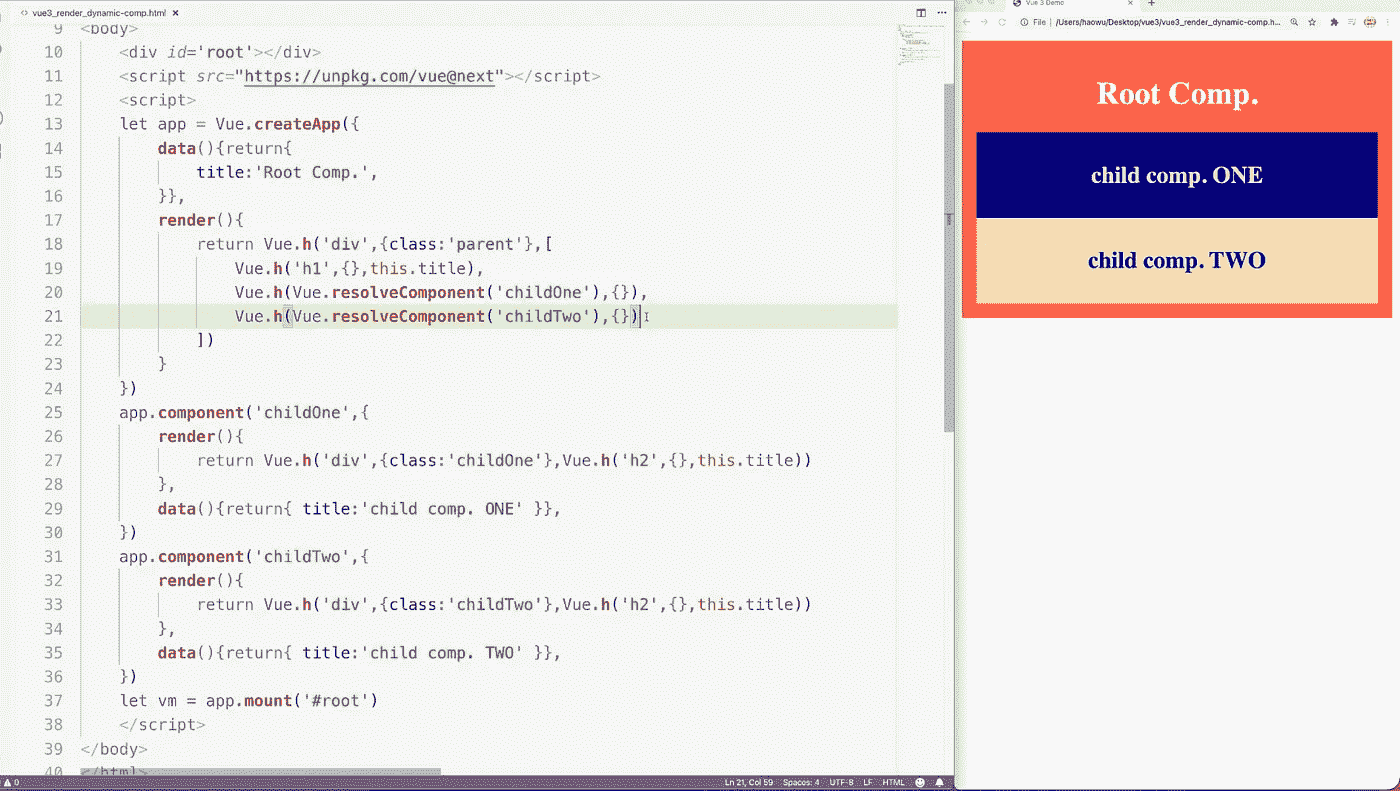 vue3_render_dynamic-comp.html ×
9 <body>
10 <div id='root'></div>
11 <script src="https://unpkg.com/vue@next"></script>
12 <script>
13 let app = Vue.createApp({
14 data(){return{
15 title:'Root Comp.',
16 }},
17 render(){
18 return Vue.h('div',{class:'parent'},[
19 Vue.h('h1',{},this.title),
20 Vue.h(Vue.resolveComponent('childOne'),{}),
21 Vue.h(Vue.resolveComponent('childTwo'),{})
22 ])
23 }
24 })
25 app.component('childOne',{
26 render(){
27 return Vue.h('div',{class:'childOne'},Vue.h('h2',{},this.title))
28 },
29 data(){return{ title:'child comp. ONE' }},
30 })
31 app.component('childTwo',{
32 render(){
33 return Vue.h('div',{class:'childTwo'},Vue.h('h2',{},this.title))
34 },
35 data(){return{ title:'child comp. TWO' }},
36 })
37 let vm = app.mount('#root')
38 </script>
39 </body>
40 </html>
0 Ln 21, Col 59 Spaces: 4 UTF-8 LF HTML
Vue 3 Demo
File | /Users/haowu/Desktop/vue3/vue3_render_dynamic-comp.h...
Root Comp.
child comp. ONE
child comp. TWO